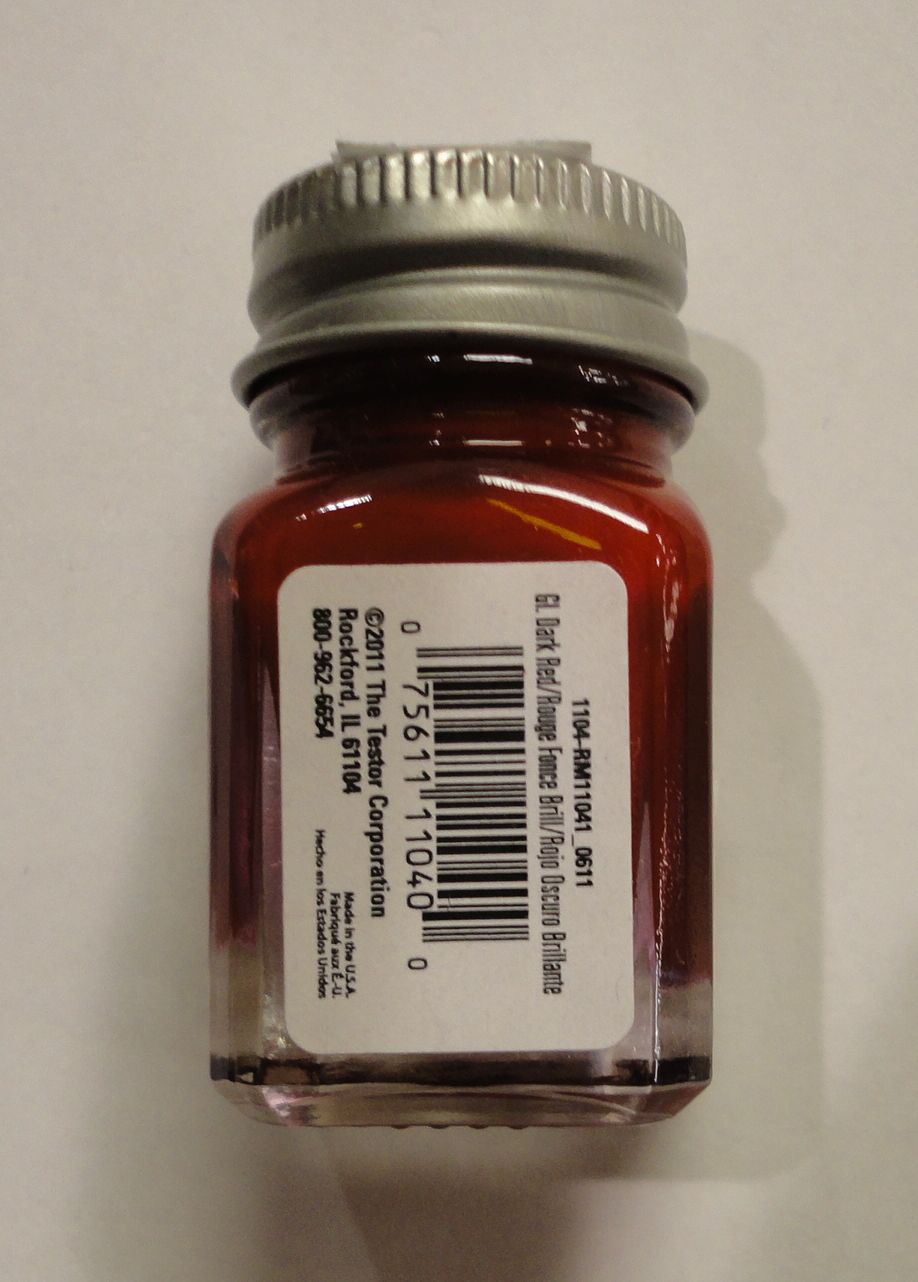 1104-RM11041_0611
GL Dark Red/Rouge Fonce Brill/Rojo Oscuro Brillante
0 75611 11040 0
©2011 The Testor Corporation
Rockford, IL 61104
800-962-6654
Made in the U.S.A.
Fabriqué aux É.-U.
Hecho en los Estados Unidos